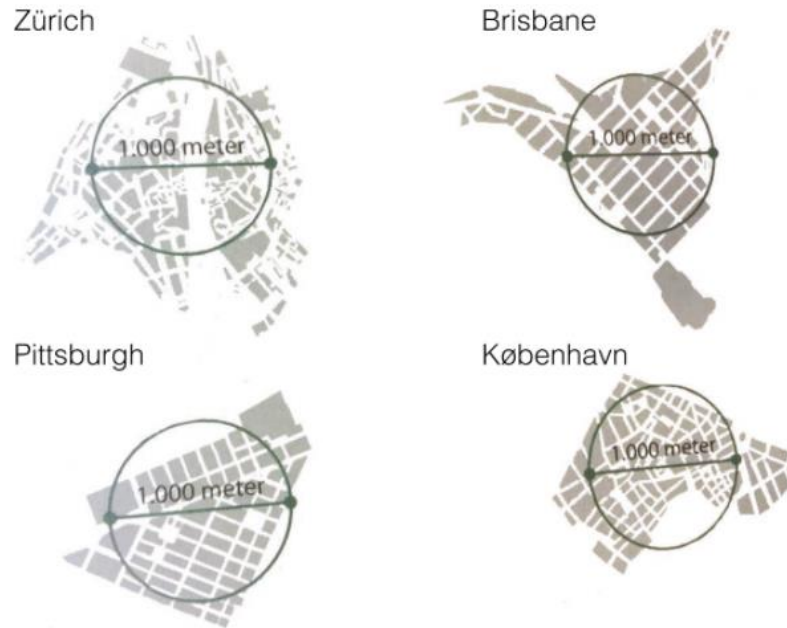 Zürich
Brisbane
1.000 meter
1.000 meter
Pittsburgh
København
1.000 meter
1.000 meter